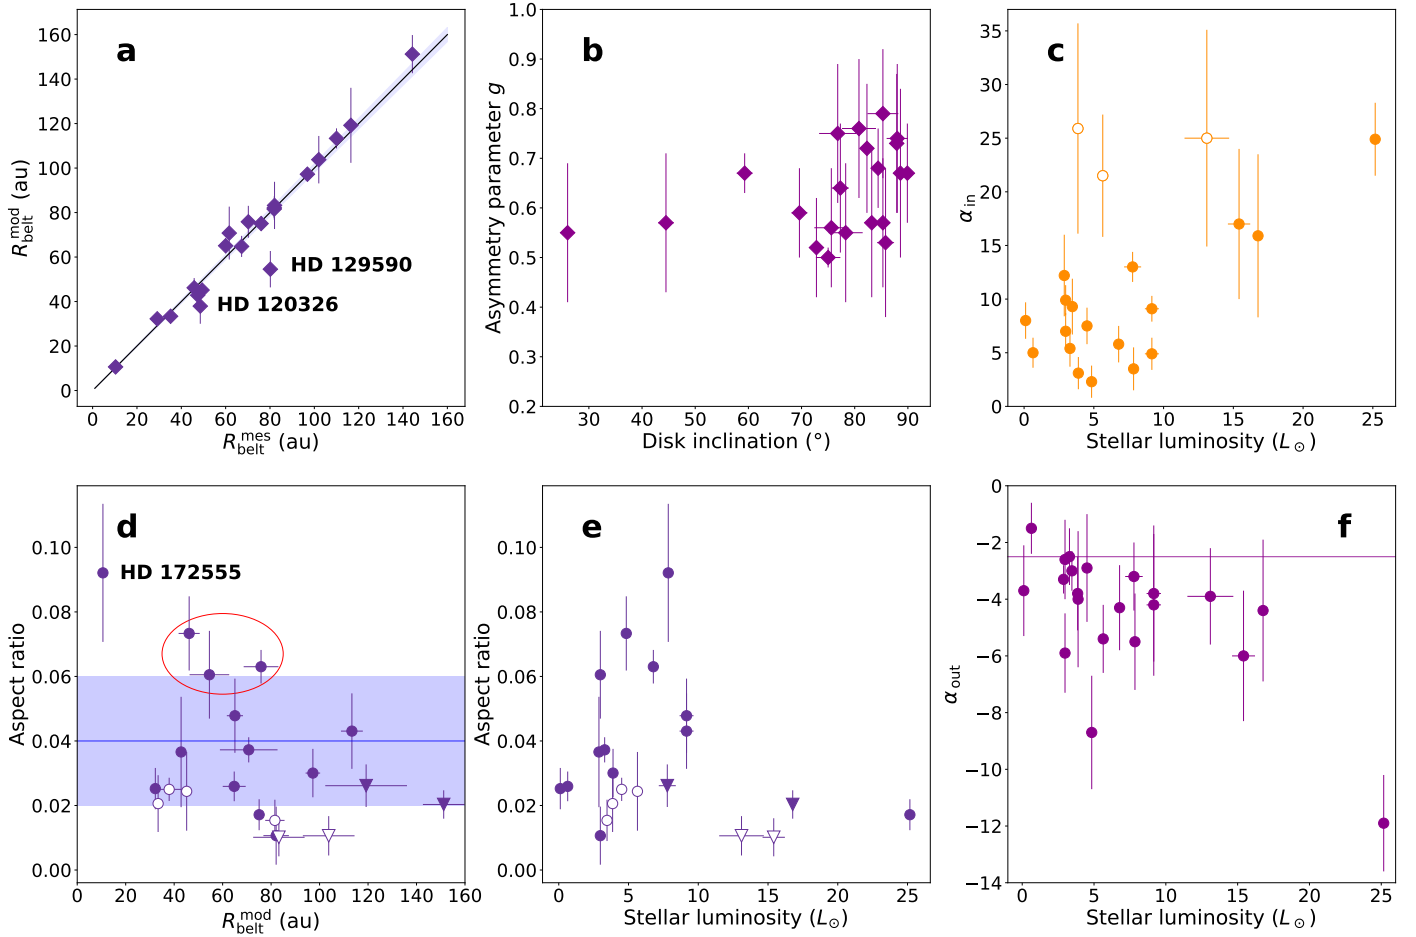 a
160
140
120
100
80
60
40
20
0
R_belt^mod (au)
HD 129590
HD 120326
0 20 40 60 80 100 120 140 160
R_belt^mes (au)
b
1.0
0.9
0.8
0.7
0.6
0.5
0.4
0.3
0.2
Asymmetry parameter g
30 40 50 60 70 80 90
Disk inclination (°)
c
35
30
25
20
15
10
5
0
α_in
0 5 10 15 20 25
Stellar luminosity (L⊙)
d
0.10
0.08
0.06
0.04
0.02
0.00
Aspect ratio
HD 172555
0 20 40 60 80 100 120 140 160
R_belt^mod (au)
e
Aspect ratio
0.10
0.08
0.06
0.04
0.02
0.00
0 5 10 15 20 25
Stellar luminosity (L⊙)
f
0
−2
−4
−6
−8
−10
−12
−14
α_out
0 5 10 15 20 25
Stellar luminosity (L⊙)